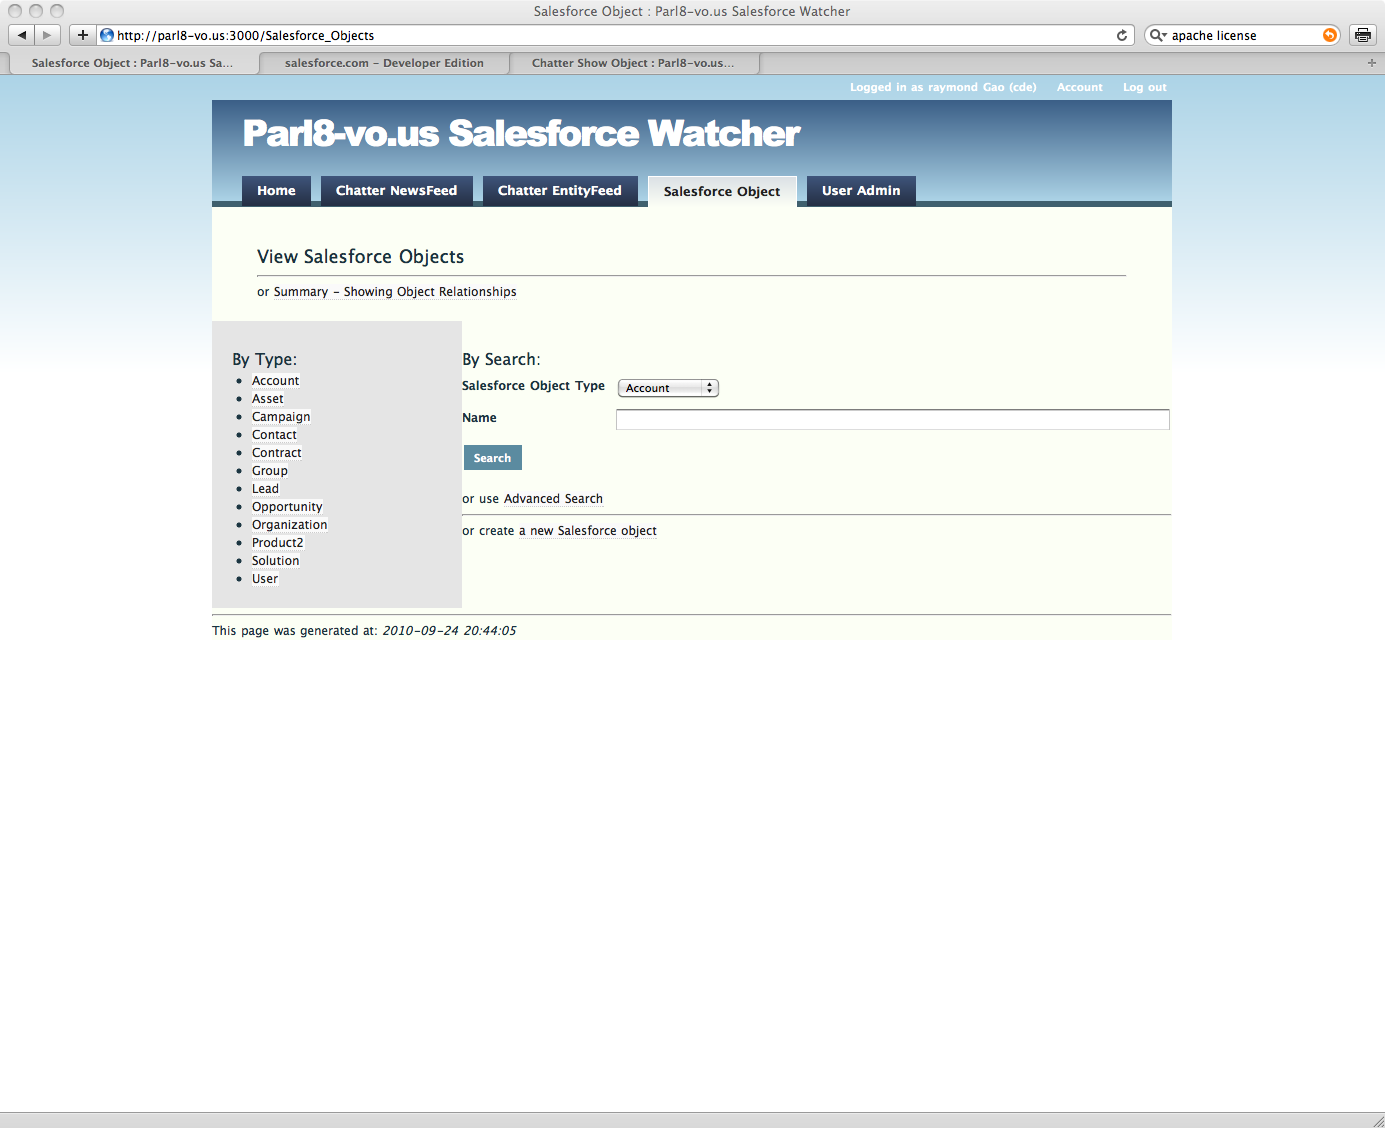 Salesforce Object : Parl8-vo.us Salesforce Watcher
http://parl8-vo.us:3000/Salesforce_Objects
apache license
Salesforce Object : Parl8-vo.us Sa...
salesforce.com - Developer Edition
Chatter Show Object : Parl8-vo.us...
Logged in as raymond Gao (cde) Account Log out
Parl8-vo.us Salesforce Watcher
Home Chatter NewsFeed Chatter EntityFeed Salesforce Object User Admin
View Salesforce Objects
or Summary - Showing Object Relationships
By Type:
Account
Asset
Campaign
Contact
Contract
Group
Lead
Opportunity
Organization
Product2
Solution
User
By Search:
Salesforce Object Type Account
Name
Search
or use Advanced Search
or create a new Salesforce object
This page was generated at: 2010-09-24 20:44:05